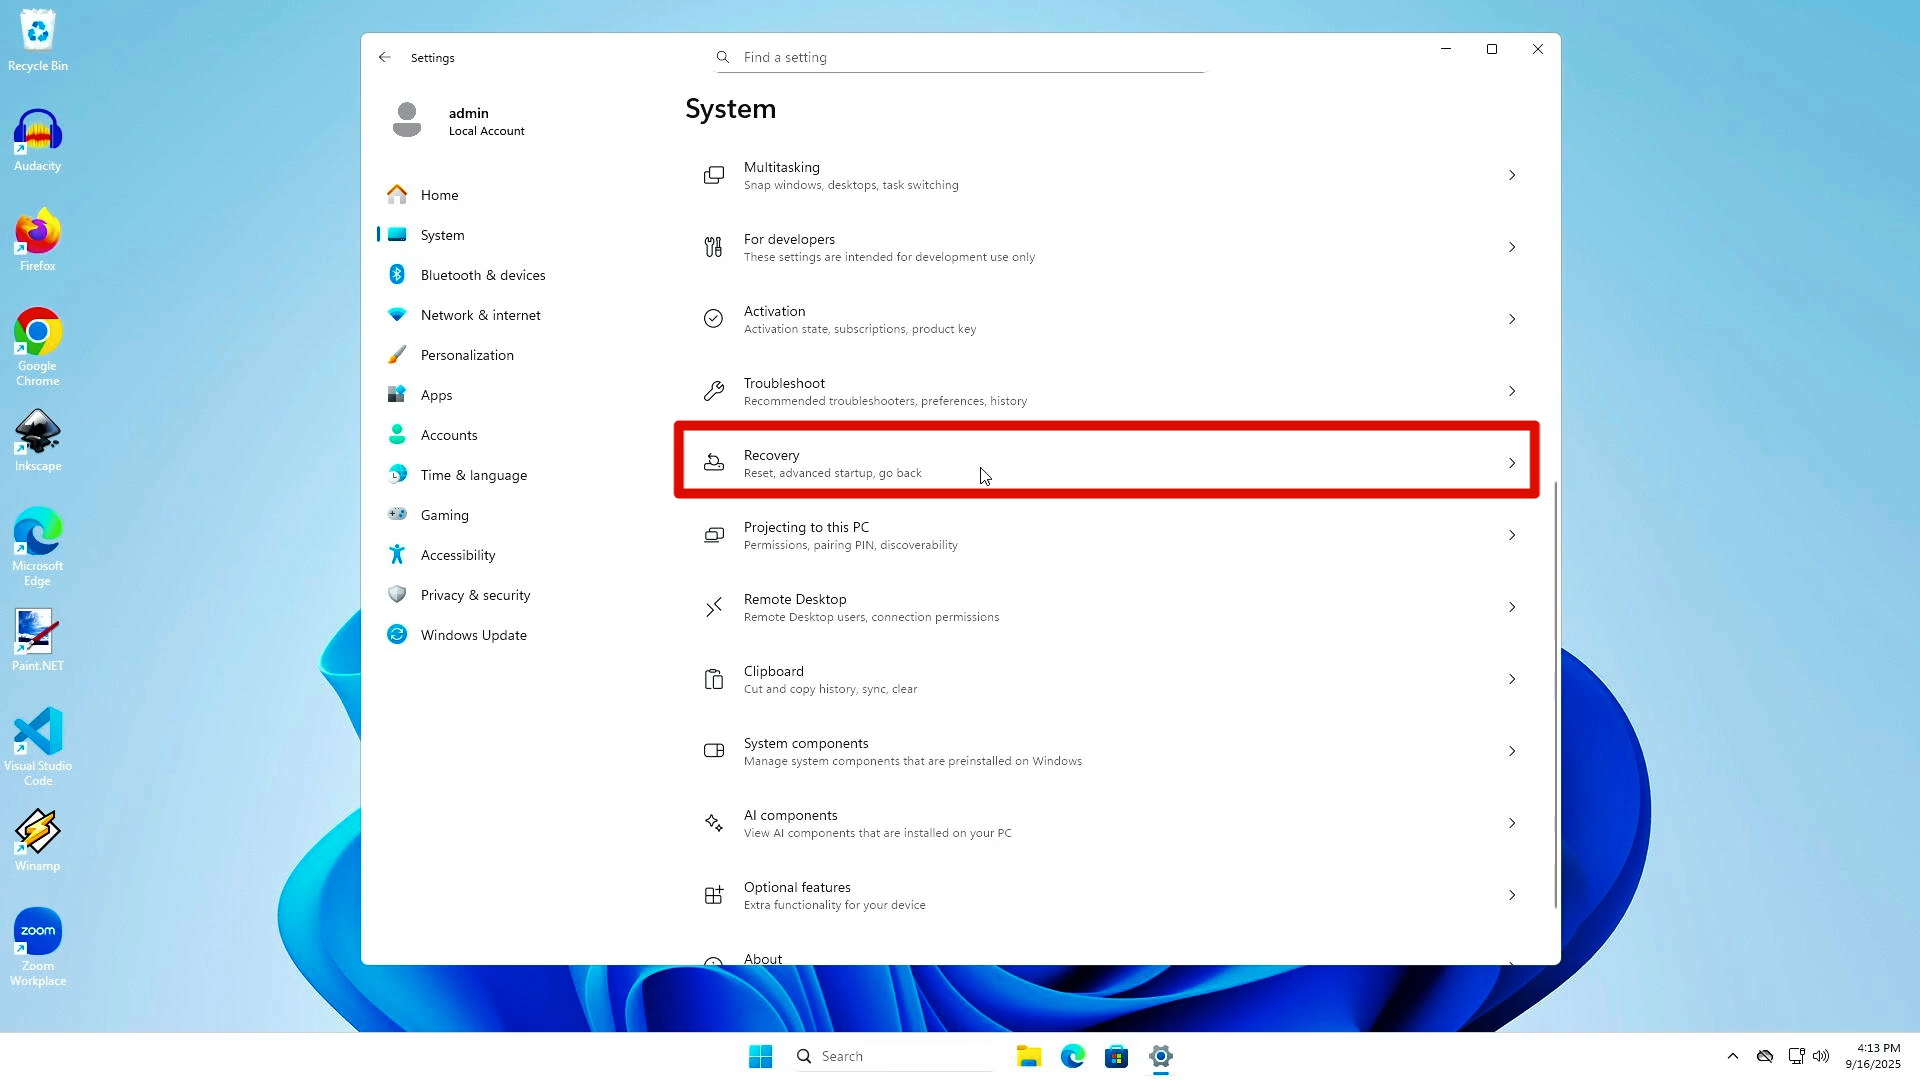 Recycle Bin
Audacity
Firefox
Google
Chrome
Inkscape
Microsoft
Edge
Paint.NET
Visual Studio
Code
Winamp
zoom
Zoom
Workplace
Settings
Find a setting
admin
Local Account
Home
System
Bluetooth & devices
Network & internet
Personalization
Apps
Accounts
Time & language
Gaming
Accessibility
Privacy & security
Windows Update
System
Multitasking
Snap windows, desktops, task switching
For developers
These settings are intended for development use only
Activation
Activation state, subscriptions, product key
Troubleshoot
Recommended troubleshooters, preferences, history
Recovery
Reset, advanced startup, go back
Projecting to this PC
Permissions, pairing PIN, discoverability
Remote Desktop
Remote Desktop users, connection permissions
Clipboard
Cut and copy history, sync, clear
System components
Manage system components that are preinstalled on Windows
AI components
View AI components that are installed on your PC
Optional features
Extra functionality for your device
About
Search
4:13 PM
9/16/2025